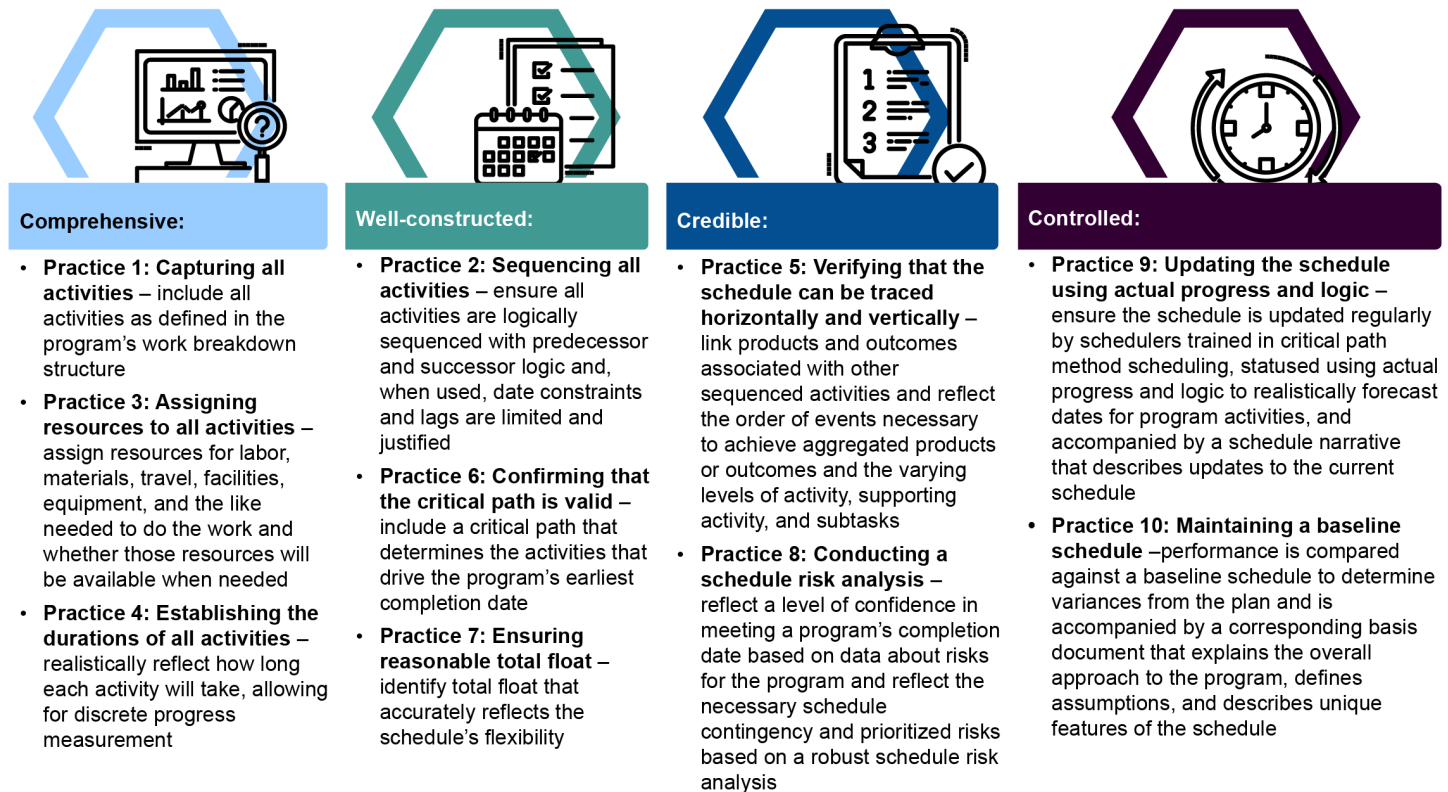 ?
1
2
3
Comprehensive:
• Practice 1: Capturing all
activities – include all
activities as defined in the
program's work breakdown
structure
• Practice 3: Assigning
resources to all activities –
assign resources for labor,
materials, travel, facilities,
equipment, and the like
needed to do the work and
whether those resources will
be available when needed
• Practice 4: Establishing the
durations of all activities –
realistically reflect how long
each activity will take, allowing
for discrete progress
measurement
Well-constructed:
• Practice 2: Sequencing all
activities – ensure all
activities are logically
sequenced with predecessor
and successor logic and,
when used, date constraints
and lags are limited and
justified
• Practice 6: Confirming that
the critical path is valid –
include a critical path that
determines the activities that
drive the program's earliest
completion date
• Practice 7: Ensuring
reasonable total float –
identify total float that
accurately reflects the
schedule's flexibility
Credible:
• Practice 5: Verifying that the
schedule can be traced
horizontally and vertically –
link products and outcomes
associated with other
sequenced activities and reflect
the order of events necessary
to achieve aggregated products
or outcomes and the varying
levels of activity, supporting
activity, and subtasks
• Practice 8: Conducting a
schedule risk analysis –
reflect a level of confidence in
meeting a program's completion
date based on data about risks
for the program and reflect the
necessary schedule
contingency and prioritized risks
based on a robust schedule risk
analysis
Controlled:
• Practice 9: Updating the schedule
using actual progress and logic –
ensure the schedule is updated regularly
by schedulers trained in critical path
method scheduling, statused using actual
progress and logic to realistically forecast
dates for program activities, and
accompanied by a schedule narrative
that describes updates to the current
schedule
• Practice 10: Maintaining a baseline
schedule –performance is compared
against a baseline schedule to determine
variances from the plan and is
accompanied by a corresponding basis
document that explains the overall
approach to the program, defines
assumptions, and describes unique
features of the schedule